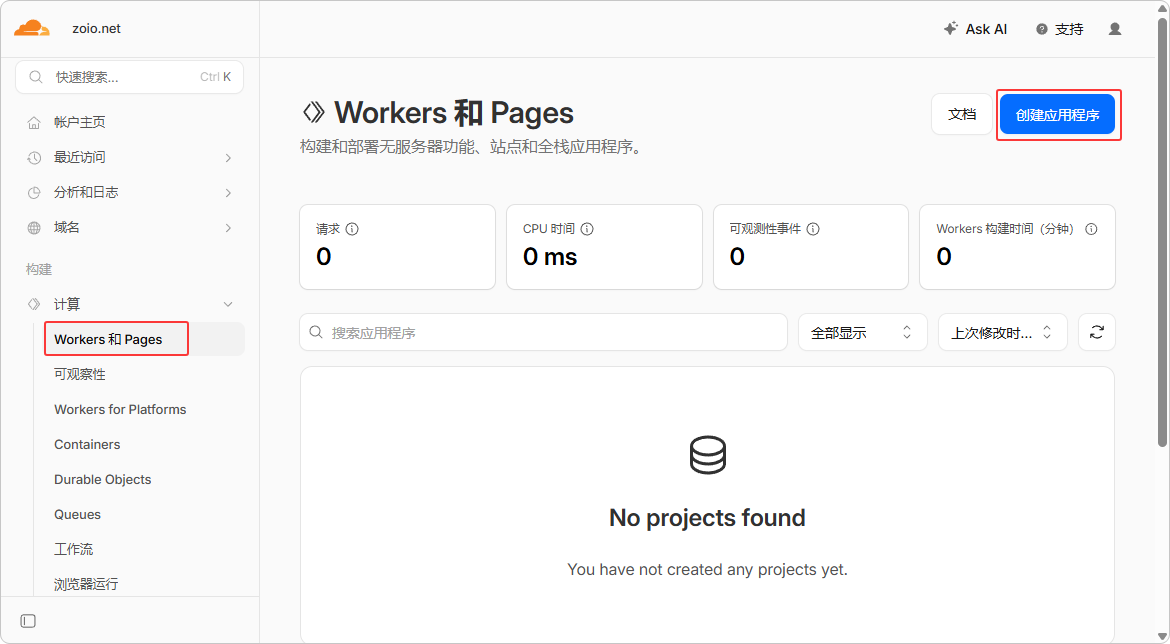 zoio.net
Ask AI
支持
快速搜索... Ctrl K
帐户主页
最近访问
分析和日志
域名
构建
计算
Workers 和 Pages
可观察性
Workers for Platforms
Containers
Durable Objects
Queues
工作流
浏览器运行
Workers 和 Pages
构建和部署无服务器功能、站点和全栈应用程序。
文档
创建应用程序
请求
0
CPU 时间
0 ms
可观测性事件
0
Workers 构建时间（分钟）
0
搜索应用程序
全部显示
上次修改时...
No projects found
You have not created any projects yet.